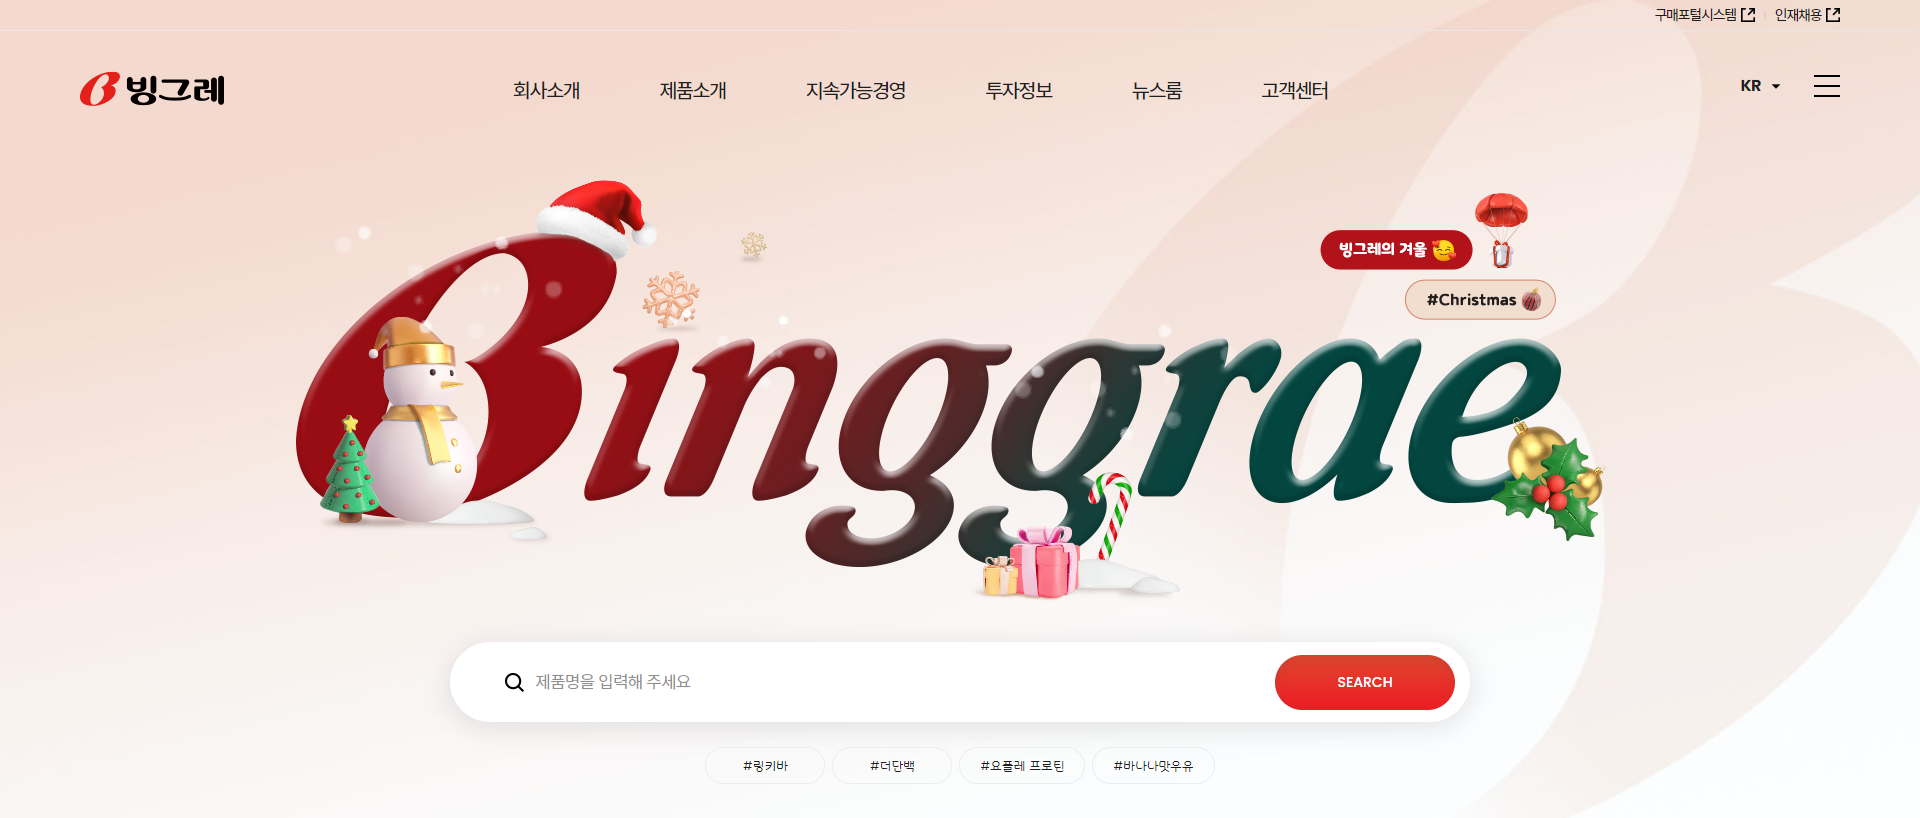 구매포털시스템
인재채용
빙그레
회사소개
제품소개
지속가능경영
투자정보
뉴스룸
고객센터
KR
빙그레의 겨울
#Christmas
Binggrae
제품명을 입력해 주세요
SEARCH
#링키바
#더단백
#요플레 프로틴
#바나나맛우유